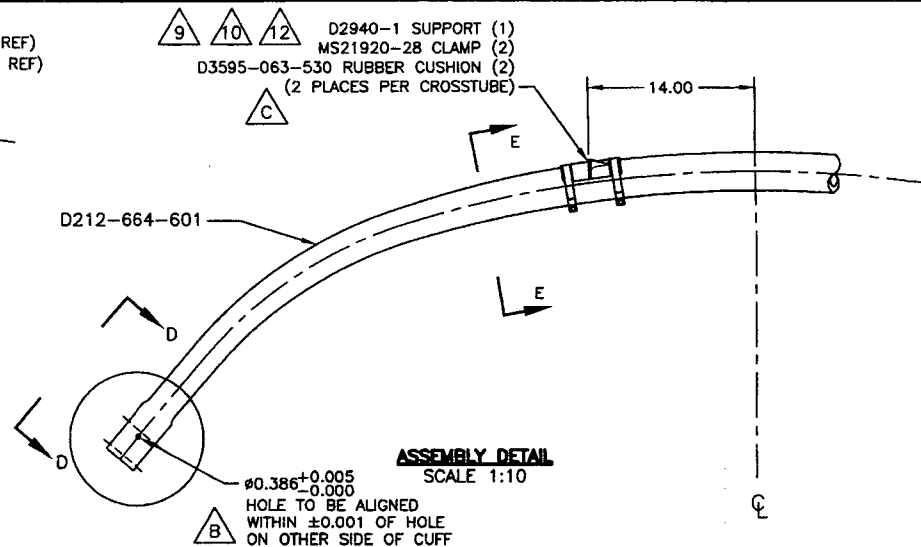 REF)
REF)
9 10 12
D2940-1 SUPPORT (1)
MS21920-28 CLAMP (2)
D3595-063-530 RUBBER CUSHION (2)
(2 PLACES PER CROSSTUBE)
C
14.00
E
D212-664-601
E
D
D
ASSEMBLY DETAIL
SCALE 1:10
ø0.386+0.005
-0.000
HOLE TO BE ALIGNED
B WITHIN ±0.001 OF HOLE
ON OTHER SIDE OF CUFF
℄